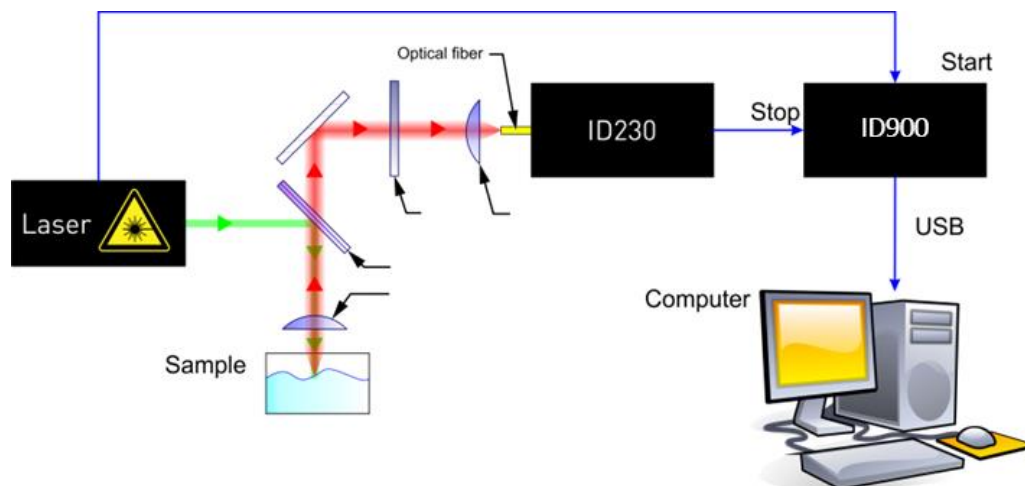 Optical fiber
Start
Stop
ID230
ID900
Laser
USB
Computer
Sample